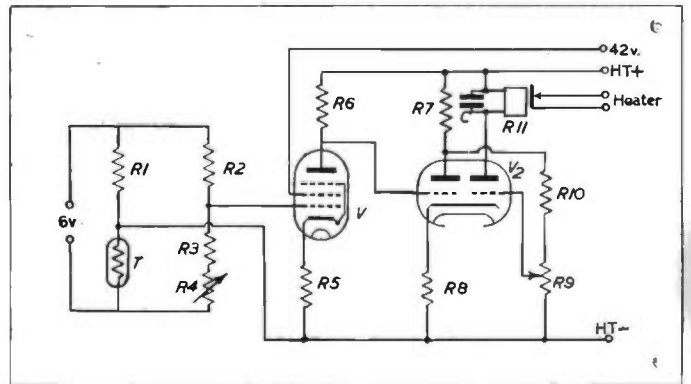 42v.
HT+
R6
R7
C
R11
Heater
R1
R2
V2
6v
V
R10
T
R3
R4
R5
R8
R9
HT-